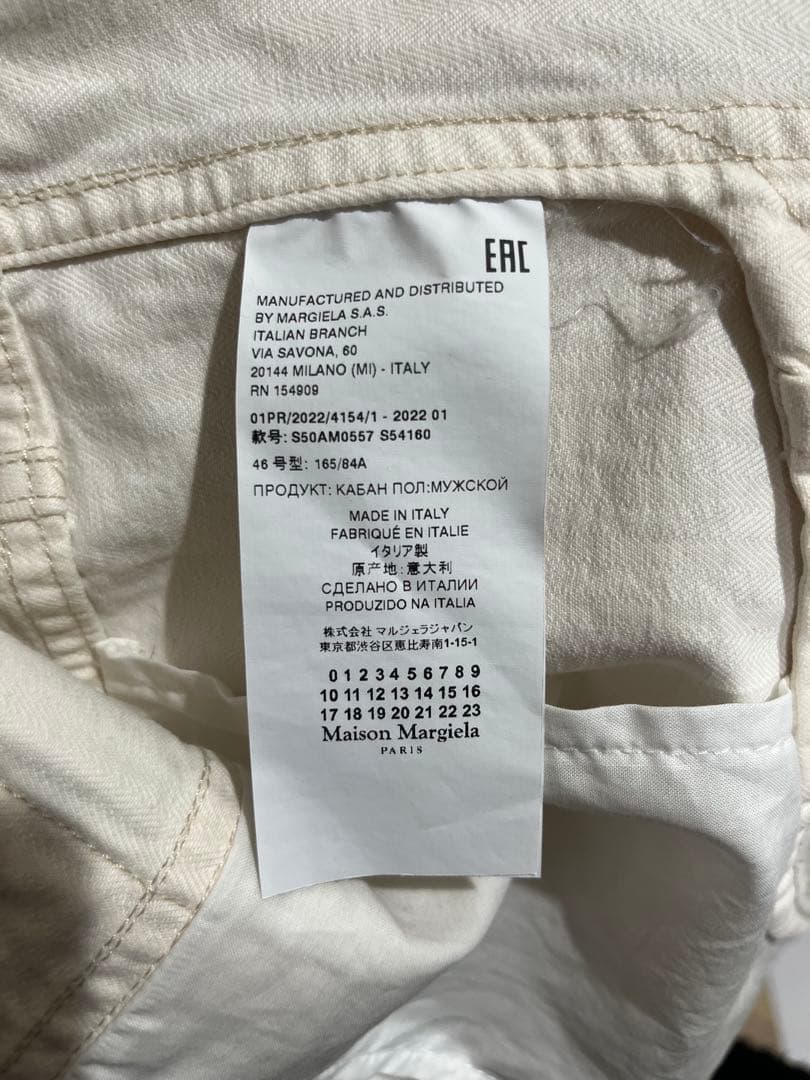 EAC
MANUFACTURED AND DISTRIBUTED
BY MARGIELA S.A.S.
ITALIAN BRANCH
VIA SAVONA, 60
20144 MILANO (MI) - ITALY
RN 154909
01PR/2022/4154/1 - 2022 01
款号: S50AM0557 S54160
46 号型: 165/84A
ПРОДУКТ: КАБАН ПОЛ:МУЖСКОЙ
MADE IN ITALY
FABRIQUÉ EN ITALIE
イタリア製
原产地:意大利
СДЕЛАНО В ИТАЛИИ
PRODUZIDO NA ITALIA
株式会社 マルジェラジャパン
東京都渋谷区恵比寿南1-15-1
0 1 2 3 4 5 6 7 8 9
10 11 12 13 14 15 16
17 18 19 20 21 22 23
Maison Margiela
PARIS